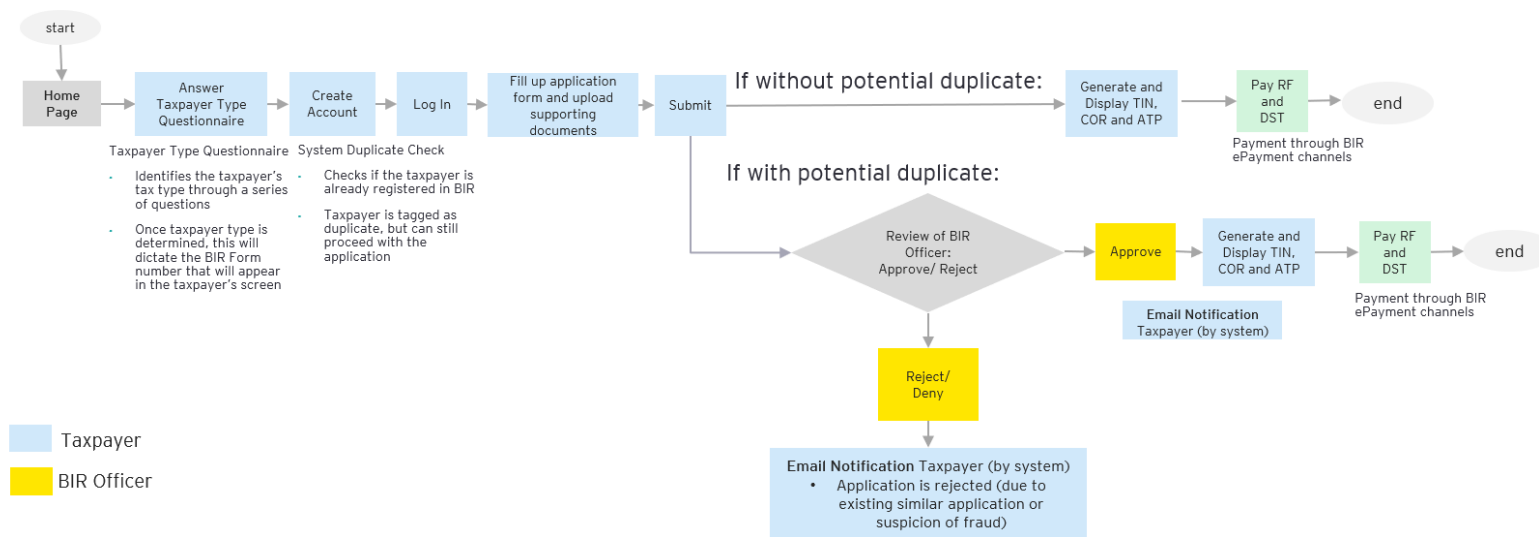 start
Home
Page
Answer
Taxpayer Type
Questionnaire
Create
Account
Log In
Fill up application
form and upload
supporting
documents
Submit
If without potential duplicate:
Generate and
Display TIN,
COR and ATP
Pay RF
and
DST
end
Payment through BIR
ePayment channels
Taxpayer Type Questionnaire
· Identifies the taxpayer's
tax type through a series
of questions
· Once taxpayer type is
determined, this will
dictate the BIR Form
number that will appear
in the taxpayer's screen
System Duplicate Check
· Checks if the taxpayer is
already registered in BIR
· Taxpayer is tagged as
duplicate, but can still
proceed with the
application
If with potential duplicate:
Review of BIR
Officer:
Approve/ Reject
Approve
Generate and
Display TIN,
COR and ATP
Pay RF
and
DST
end
Payment through BIR
ePayment channels
Email Notification
Taxpayer (by system)
Reject/
Deny
Email Notification Taxpayer (by system)
• Application is rejected (due to
existing similar application or
suspicion of fraud)
Taxpayer
BIR Officer